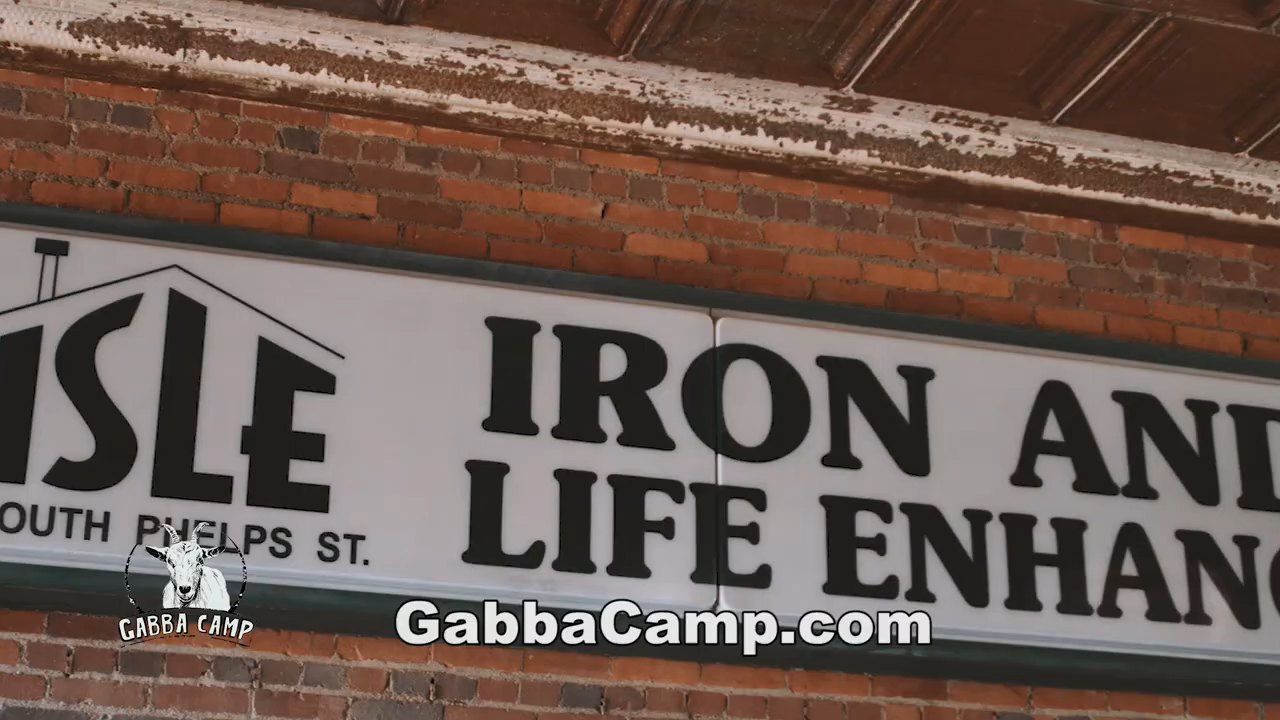 ISLE
OUTH PHELPS ST.
IRON AND
LIFE ENHANC
GABBA CAMP
GabbaCamp.com